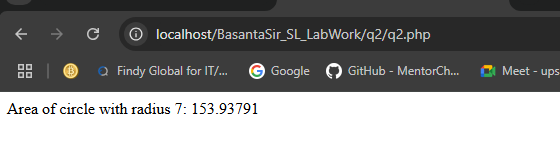 localhost/BasantaSir_SL_LabWork/q2/q2.php
Findy Global for IT/... Google GitHub - MentorCh... Meet - ups
Area of circle with radius 7: 153.93791